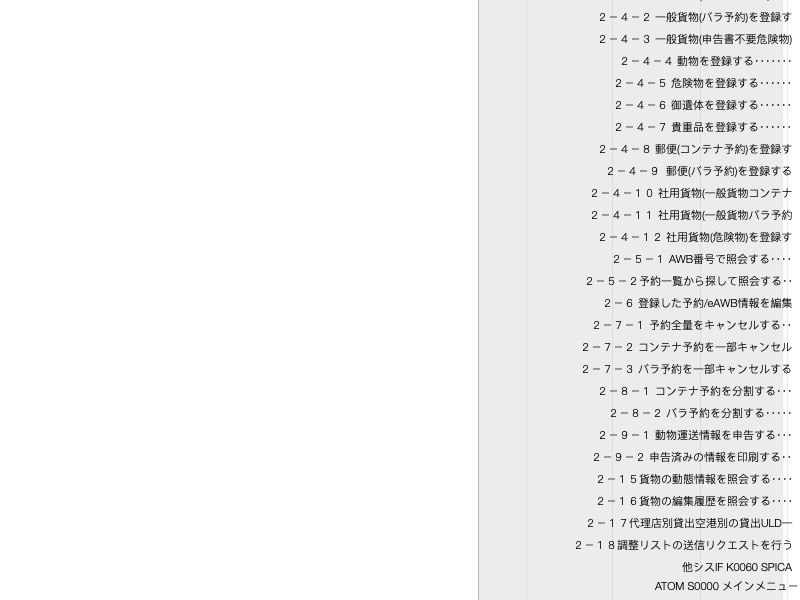 ２－４－２ 一般貨物(バラ予約)を登録す
２－４－３ 一般貨物(申告書不要危険物)
２－４－４ 動物を登録する･･･････
２－４－５ 危険物を登録する･･････
２－４－６ 御遺体を登録する･･････
２－４－７ 貴重品を登録する･･････
２－４－８ 郵便(コンテナ予約)を登録す
２－４－９ 郵便(バラ予約)を登録する
２－４－１０ 社用貨物(一般貨物コンテナ
２－４－１１ 社用貨物(一般貨物バラ予約
２－４－１２ 社用貨物(危険物)を登録す
２－５－１ AWB番号で照会する････
２－５－２予約一覧から探して照会する･･
２－６ 登録した予約/eAWB情報を編集
２－７－１ 予約全量をキャンセルする･･
２－７－２ コンテナ予約を一部キャンセル
２－７－３ バラ予約を一部キャンセルする
２－８－１ コンテナ予約を分割する･･･
２－８－２ バラ予約を分割する･････
２－９－１ 動物運送情報を申告する･･･
２－９－２ 申告済みの情報を印刷する･･
２－１５貨物の動態情報を照会する････
２－１６貨物の編集履歴を照会する････
２－１７代理店別貸出空港別の貸出ULD一
２－１８調整リストの送信リクエストを行う
他シスIF K0060 SPICA
ATOM S0000 メインメニュー